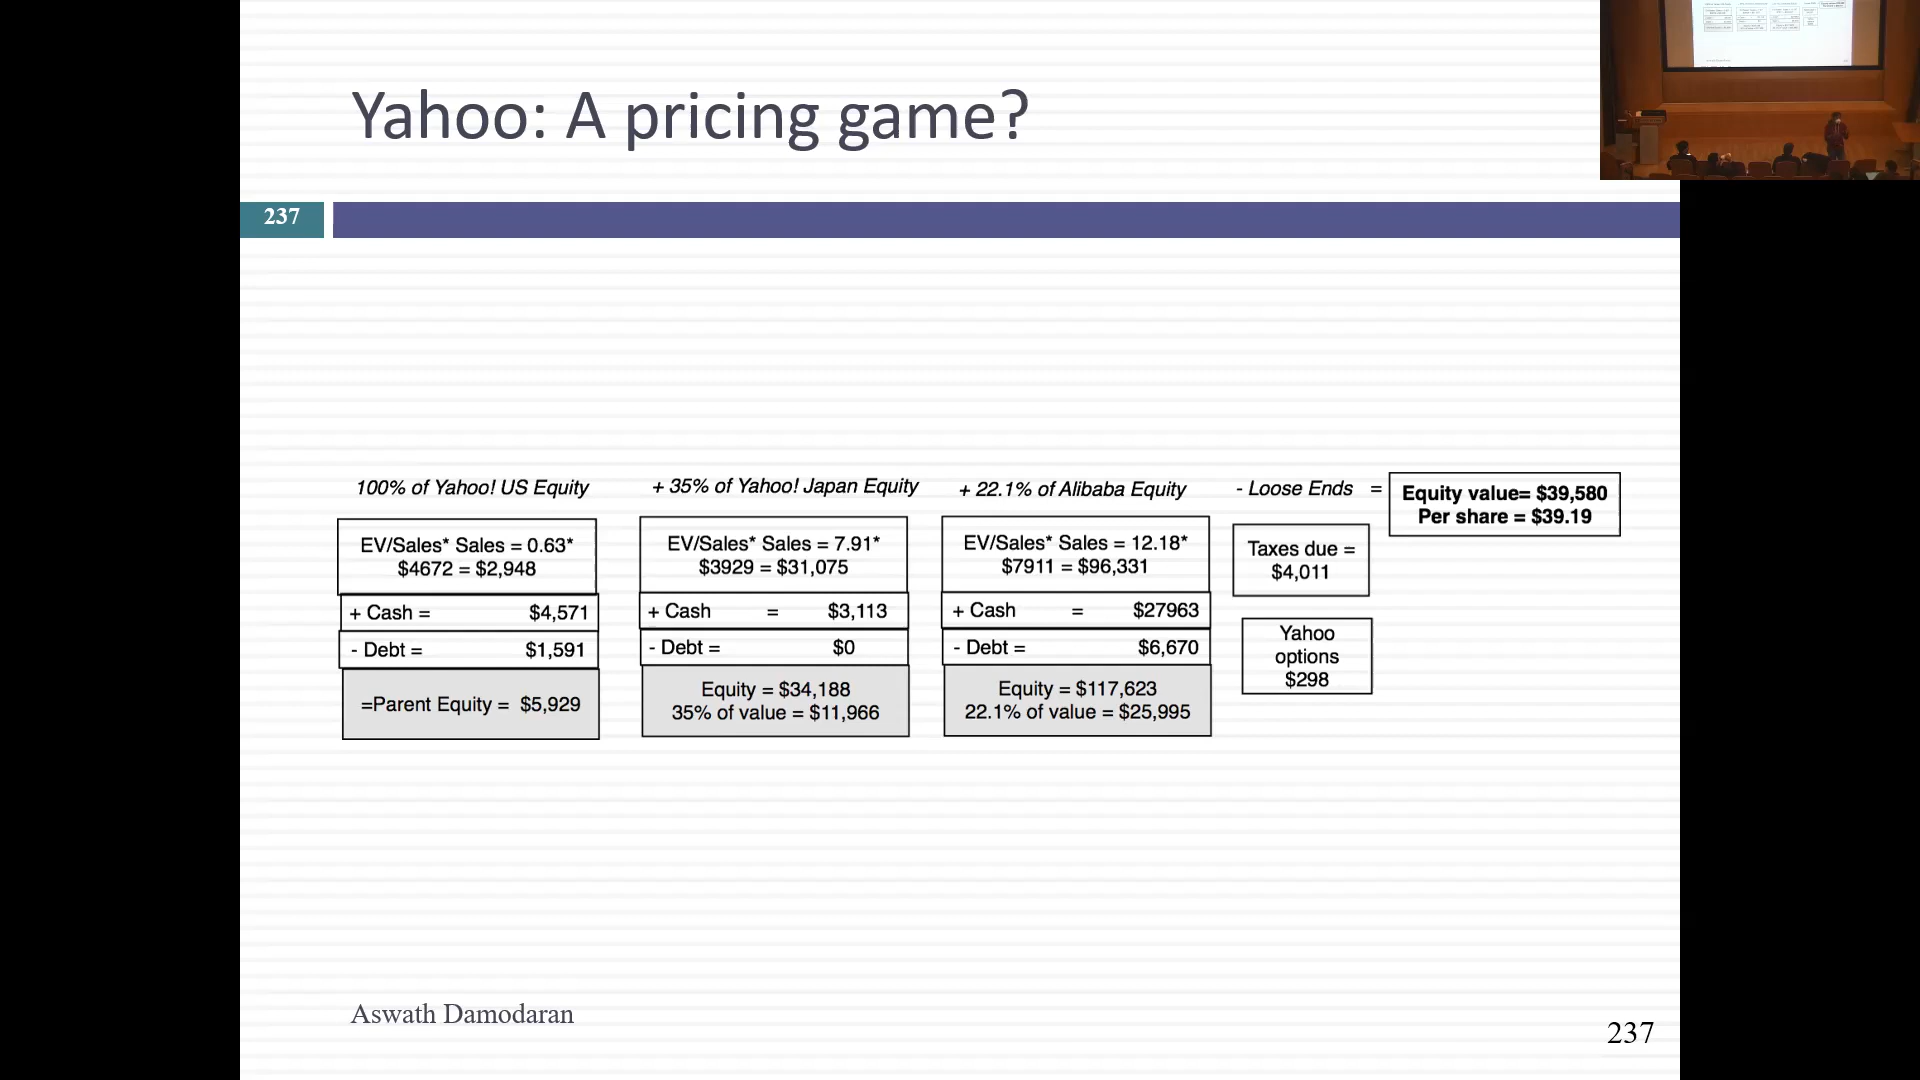 Yahoo: A pricing game?
237
100% of Yahoo! US Equity
EV/Sales* Sales = 0.63*
$4672 = $2,948
+ Cash = $4,571
- Debt = $1,591
=Parent Equity = $5,929
+ 35% of Yahoo! Japan Equity
EV/Sales* Sales = 7.91*
$3929 = $31,075
+ Cash = $3,113
- Debt = $0
Equity = $34,188
35% of value = $11,966
+ 22.1% of Alibaba Equity
EV/Sales* Sales = 12.18*
$7911 = $96,331
+ Cash = $27963
- Debt = $6,670
Equity = $117,623
22.1% of value = $25,995
- Loose Ends =
Taxes due =
$4,011
Yahoo
options
$298
Equity value= $39,580
Per share = $39.19
Aswath Damodaran
237